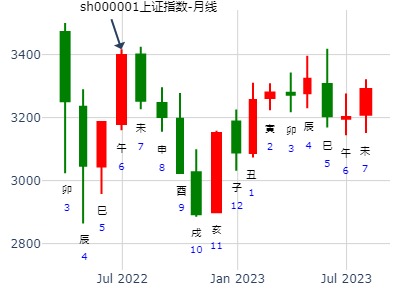 sh000001上证指数-月线
3400
3200
3000
2800
卯
3
辰
4
巳
5
午
6
未
7
申
8
酉
9
戌
10
亥
11
子
12
丑
1
寅
2
卯
3
辰
4
巳
5
午
6
未
7
Jul 2022
Jan 2023
Jul 2023